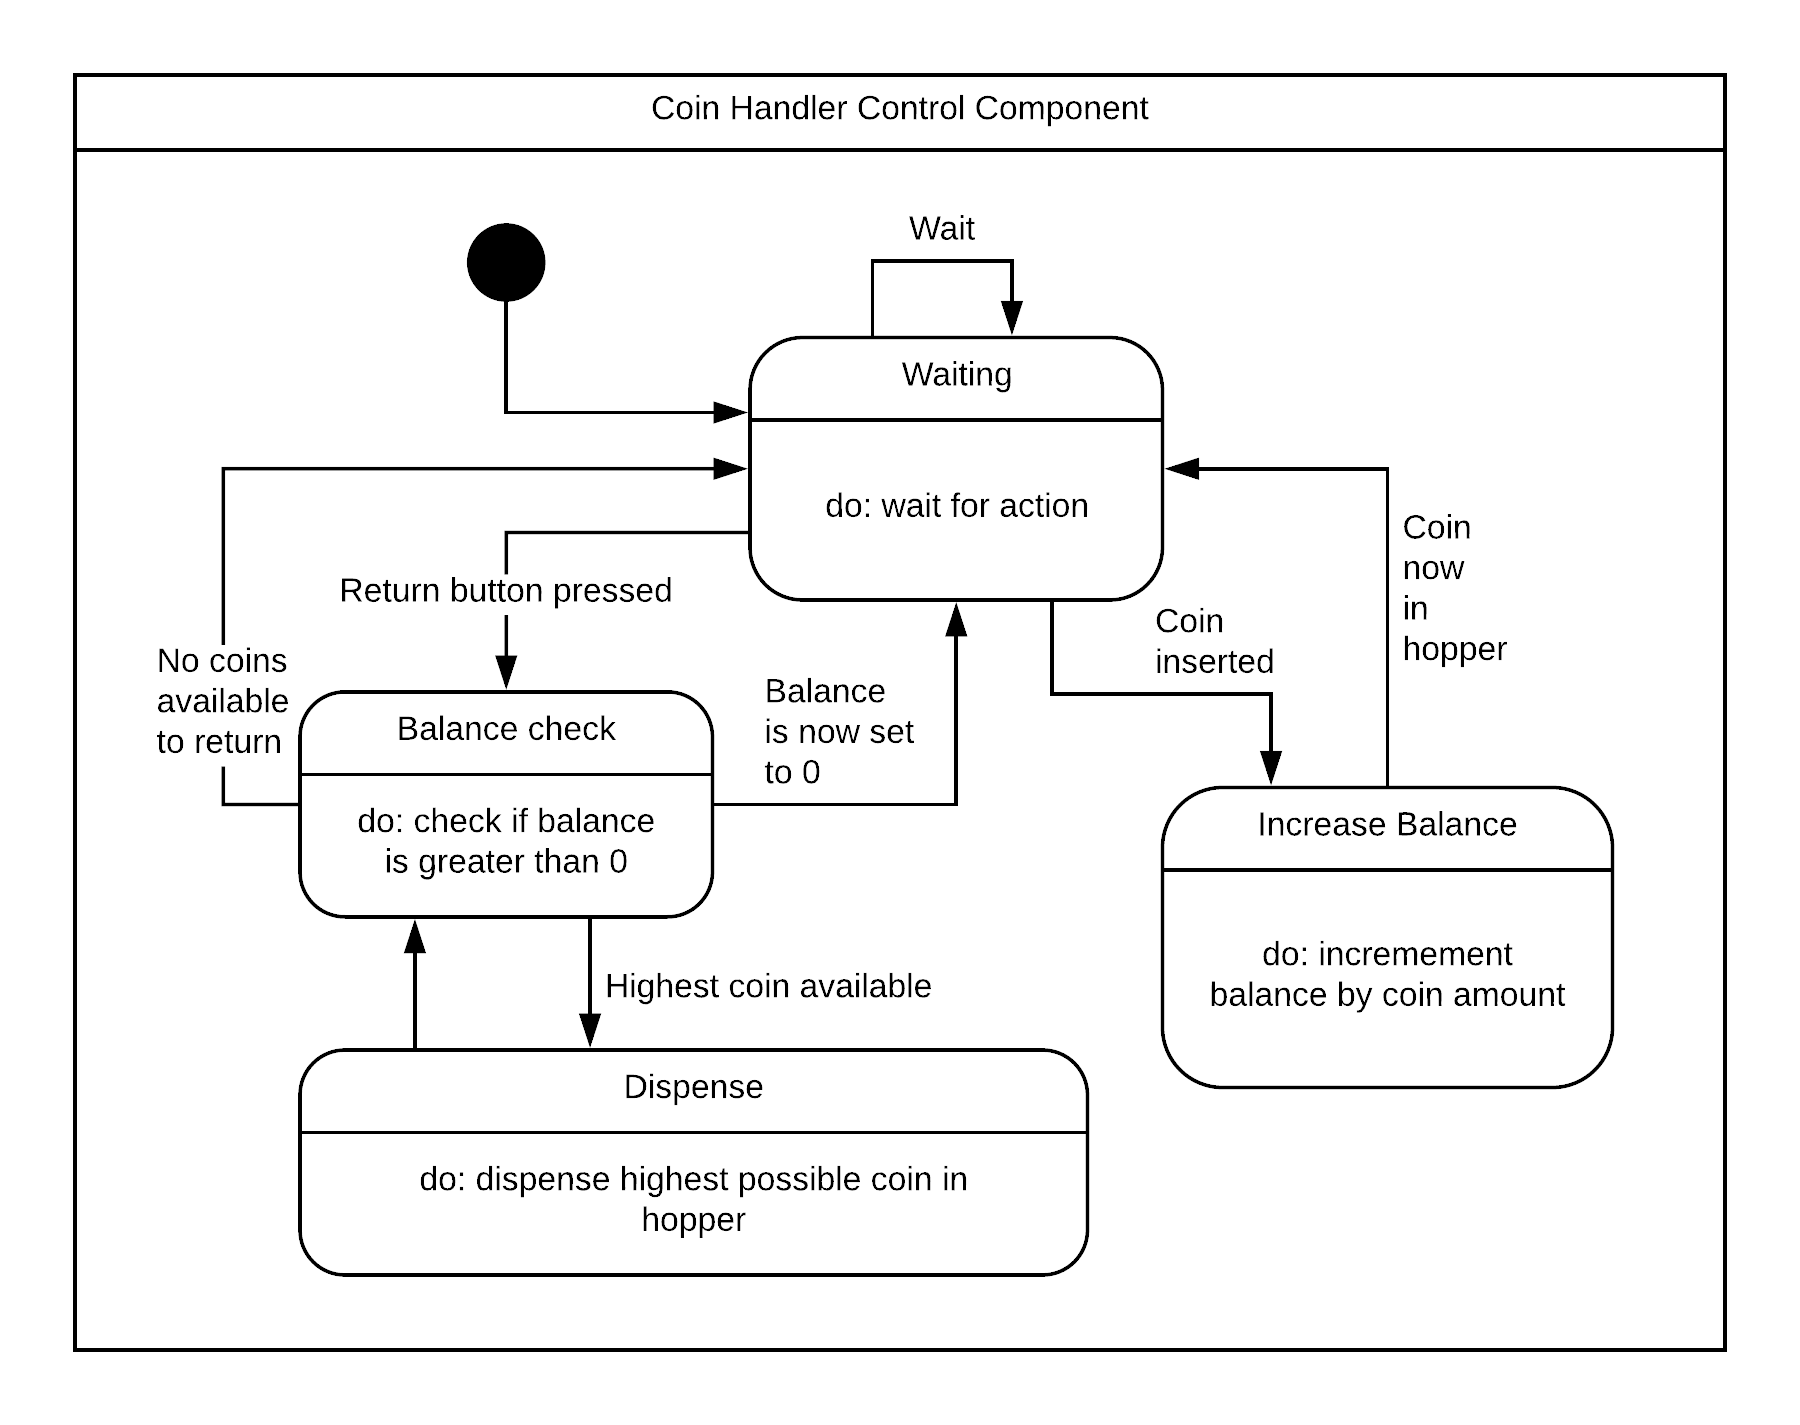 Coin Handler Control Component
Wait
Waiting
do: wait for action
Return button pressed
No coins
available
to return
Balance
is now set
to 0
Coin
inserted
Coin
now
in
hopper
Balance check
do: check if balance
is greater than 0
Increase Balance
do: incremement
balance by coin amount
Highest coin available
Dispense
do: dispense highest possible coin in
hopper